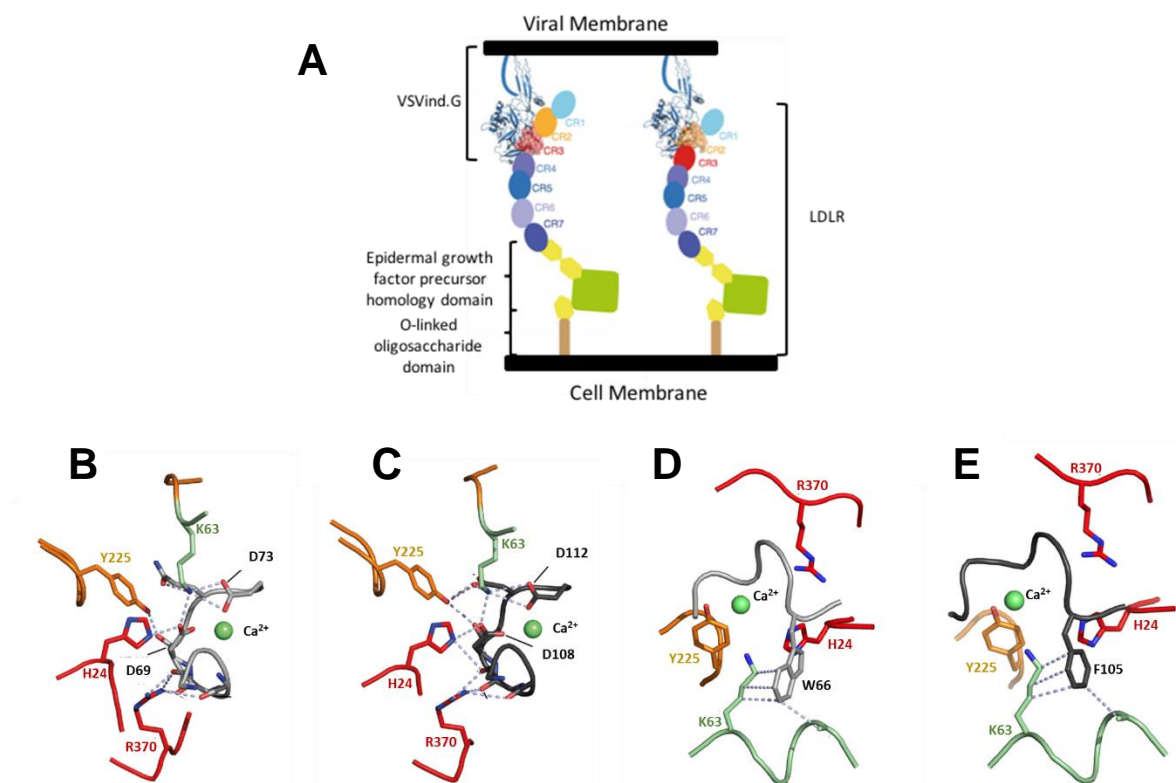 A
Viral Membrane
VSVind.G
CR1
CR2
CR3
CR4
CR5
CR6
CR7
CR1
CR2
CR3
CR4
CR5
CR6
CR7
LDLR
Epidermal growth
factor precursor
homology domain
O-linked
oligosaccharide
domain
Cell Membrane
B
K63
Y225
D73
Ca2+
H24
D69
R370
C
K63
Y225
D112
Ca2+
H24
D108
R370
D
R370
Ca2+
Y225
H24
W66
K63
E
R370
Ca2+
H24
Y225
F105
K63